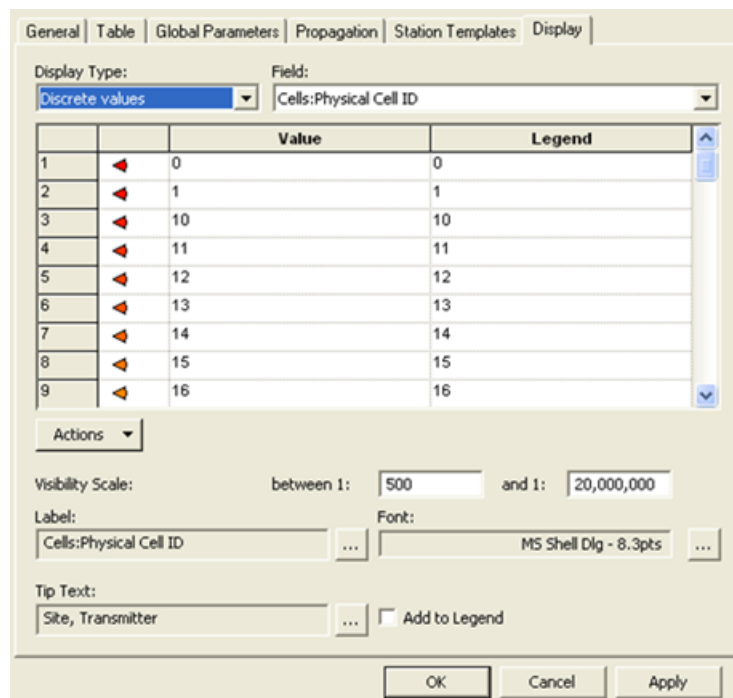 General Table Global Parameters Propagation Station Templates Display
Display Type: Field:
Discrete values Cells:Physical Cell ID
Value Legend
1 0 0
2 1 1
3 10 10
4 11 11
5 12 12
6 13 13
7 14 14
8 15 15
9 16 16
Actions
Visibility Scale: between 1: 500 and 1: 20,000,000
Label: Font:
Cells:Physical Cell ID ... MS Shell Dlg - 8.3pts ...
Tip Text:
Site, Transmitter ... Add to Legend
OK Cancel Apply